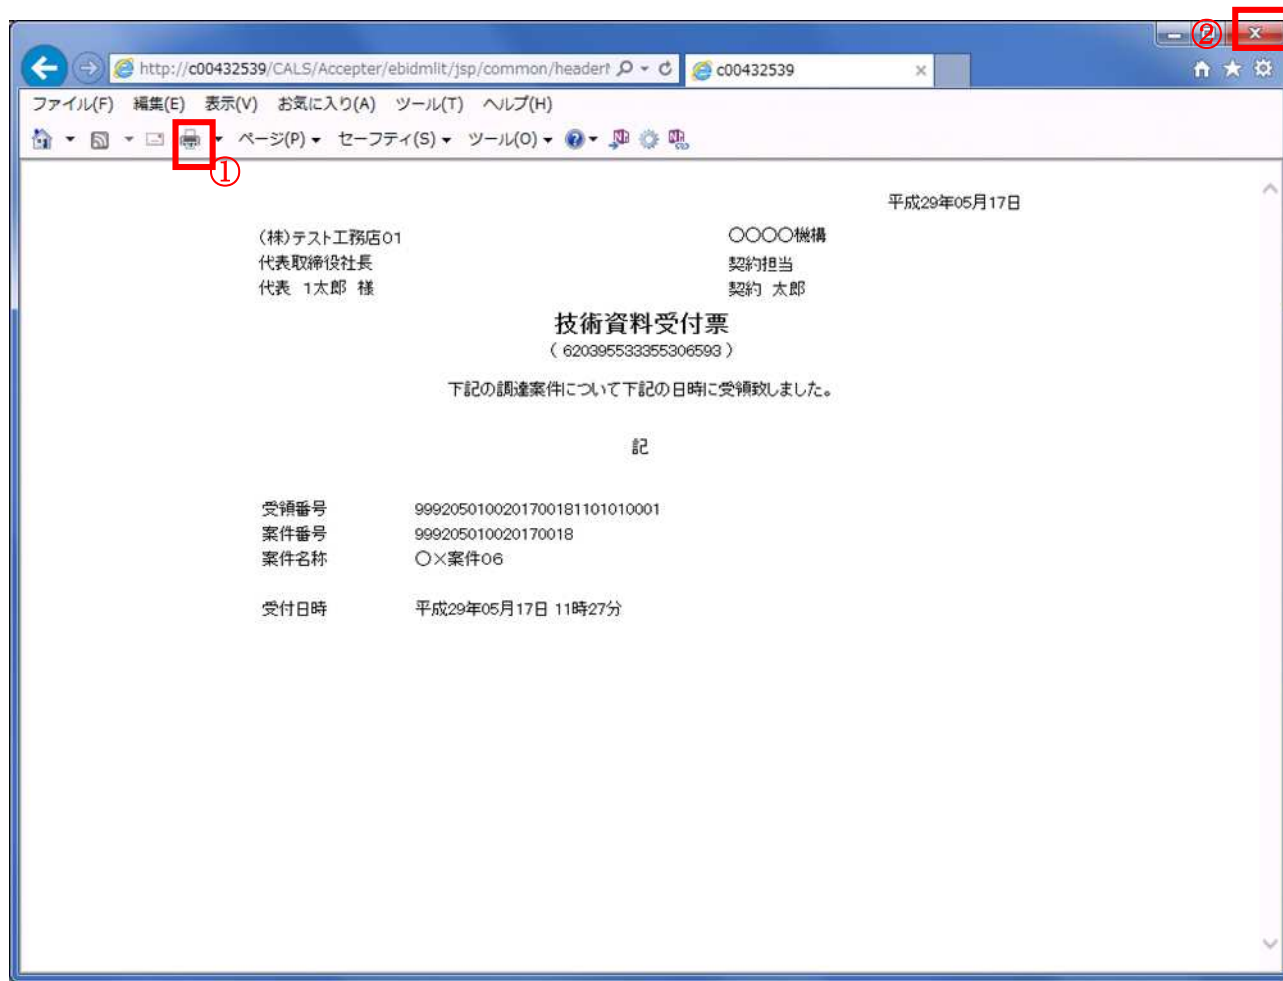 ②
http://c00432539/CALS/Accepter/ebidmlit/jsp/common/header
c00432539
ファイル(F) 編集(E) 表示(V) お気に入り(A) ツール(T) ヘルプ(H)
ページ(P) セーフティ(S) ツール(O)
①
平成29年05月17日
(株)テスト工務店01
〇〇〇〇機構
代表取締役社長
契約担当
代表 1太郎 様
契約 太郎
技術資料受付票
( 620395533355306593 )
下記の調達案件について下記の日時に受領致しました。
記
受領番号 9992050100201700181101010001
案件番号 999205010020170018
案件名称 〇×案件06
受付日時 平成29年05月17日 11時27分